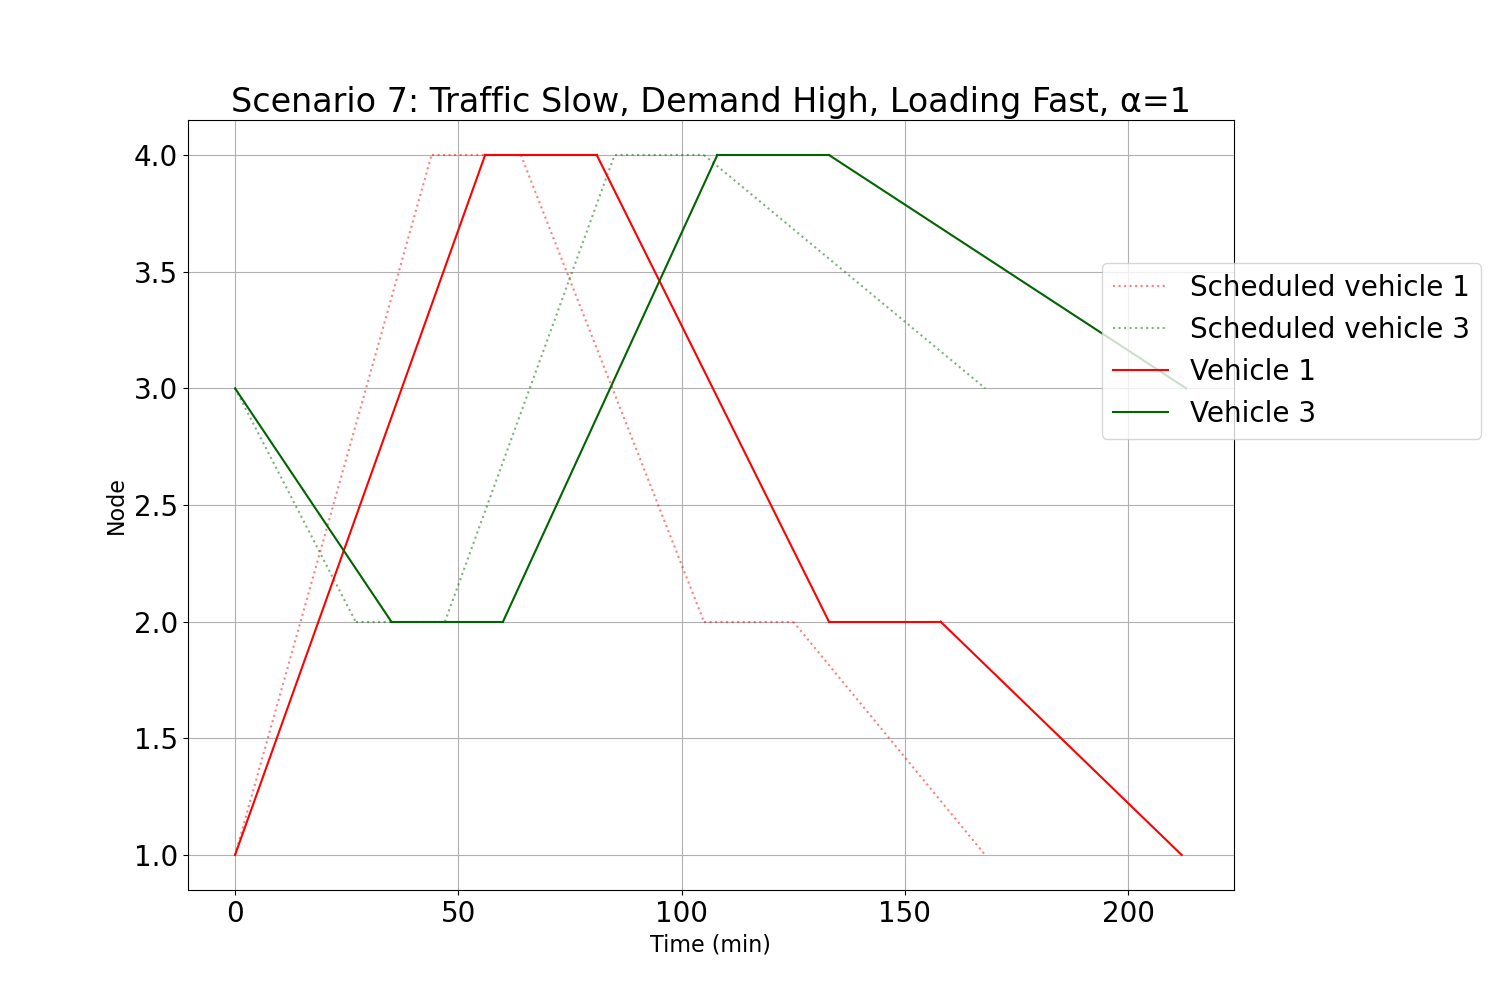 Scenario 7: Traffic Slow, Demand High, Loading Fast, α=1
4.0
3.5
3.0
2.5
2.0
1.5
1.0
Node
0 50 100 150 200
Time (min)
Scheduled vehicle 1
Scheduled vehicle 3
Vehicle 1
Vehicle 3